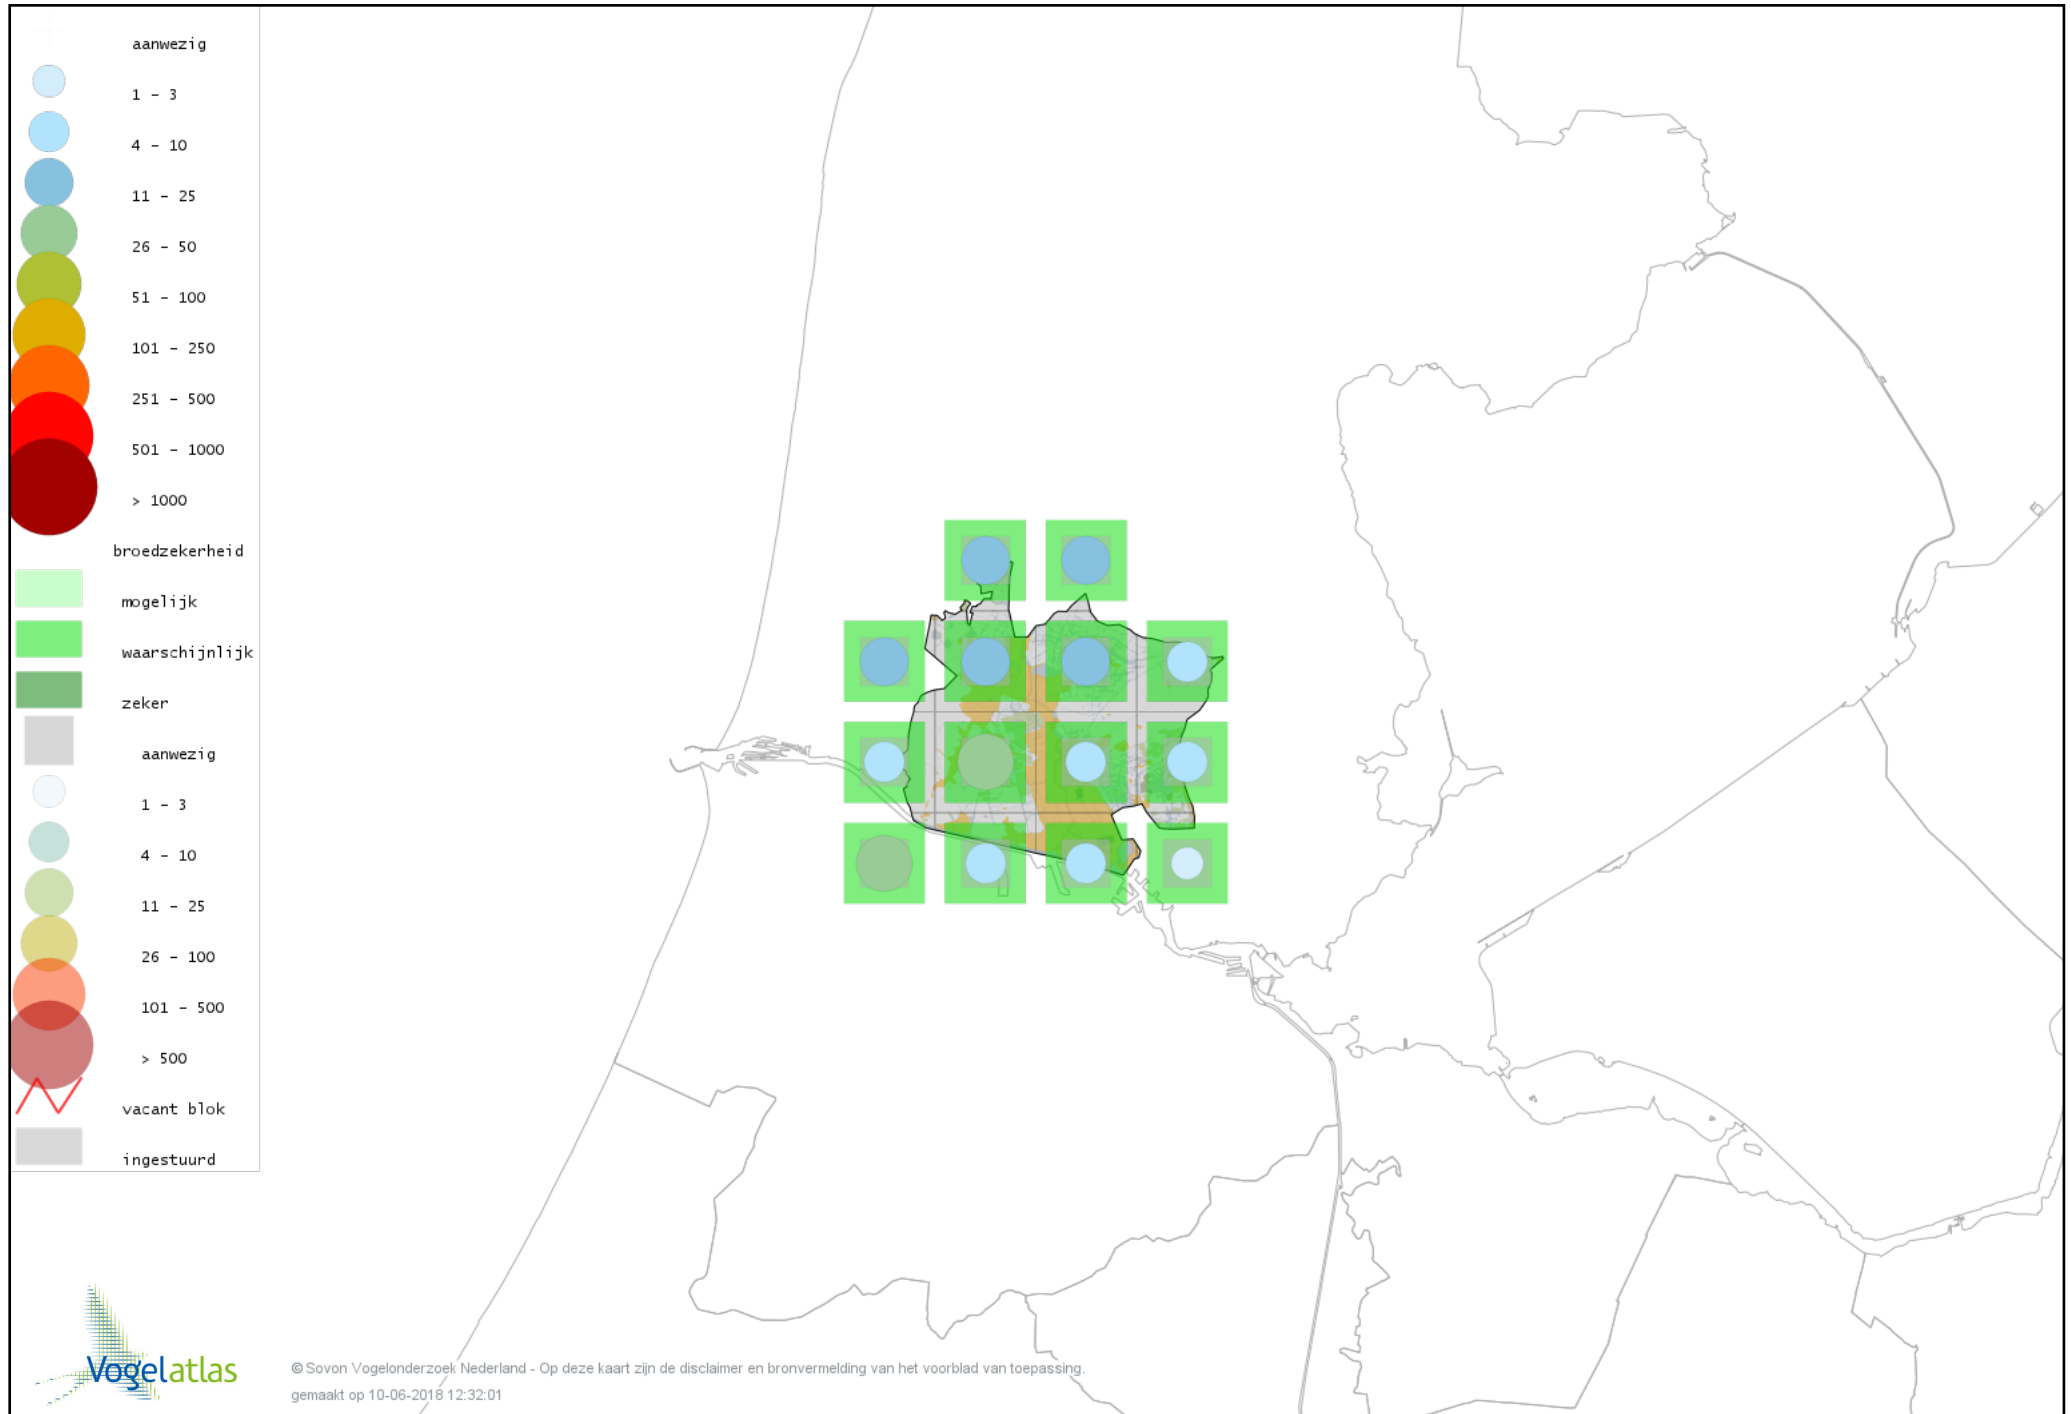 aanwezig
1 - 3
4 - 10
11 - 25
26 - 50
51 - 100
101 - 250
251 - 500
501 - 1000
> 1000
broedzekerheid
mogelijk
waarschijnlijk
zeker
aanwezig
1 - 3
4 - 10
11 - 25
26 - 100
101 - 500
> 500
vacant blok
ingestuurd
Vogelatlas
© Sovon Vogelonderzoek Nederland - Op deze kaart zijn de disclaimer en bronvermelding van het voorblad van toepassing.
gemaakt op 10-06-2018 12:32:01